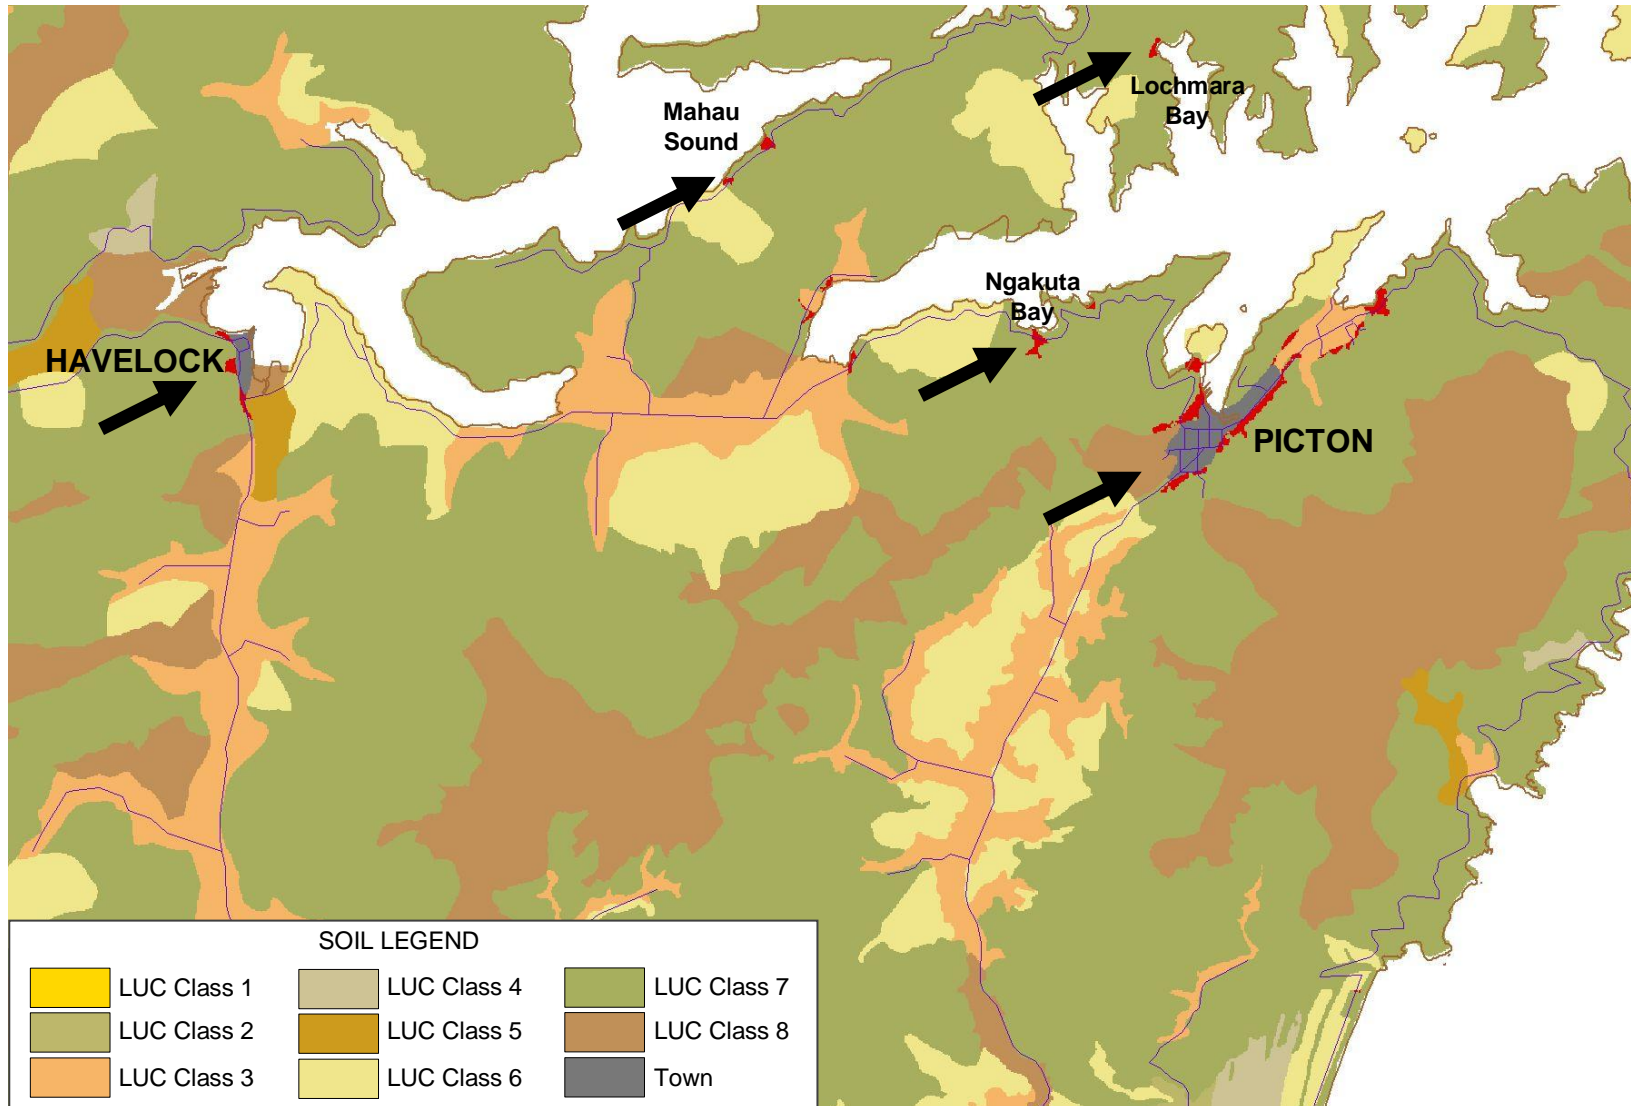 Lochmara
Bay
Mahau
Sound
Ngakuta
Bay
HAVELOCK
PICTON
SOIL LEGEND
LUC Class 1
LUC Class 4
LUC Class 7
LUC Class 2
LUC Class 5
LUC Class 8
LUC Class 3
LUC Class 6
Town